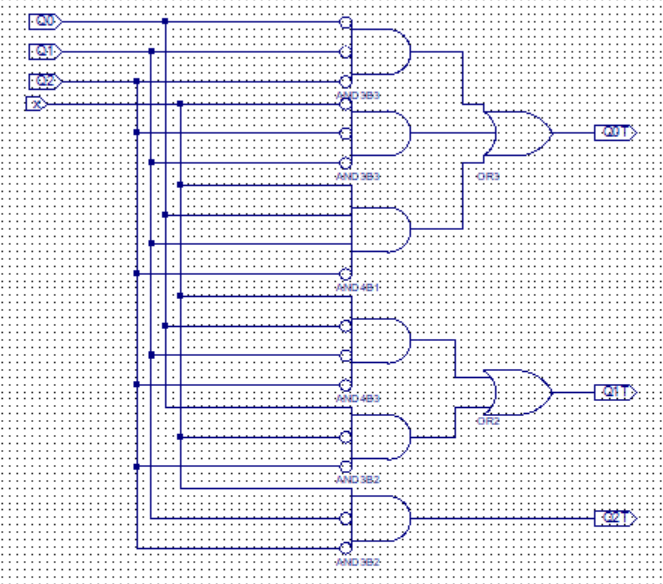 Q0
Q1
Q2
x
AND3B3
AND3B3
Q0T
OR3
AND4B1
AND4B3
Q1T
OR2
AND3B2
Q2T
AND3B2